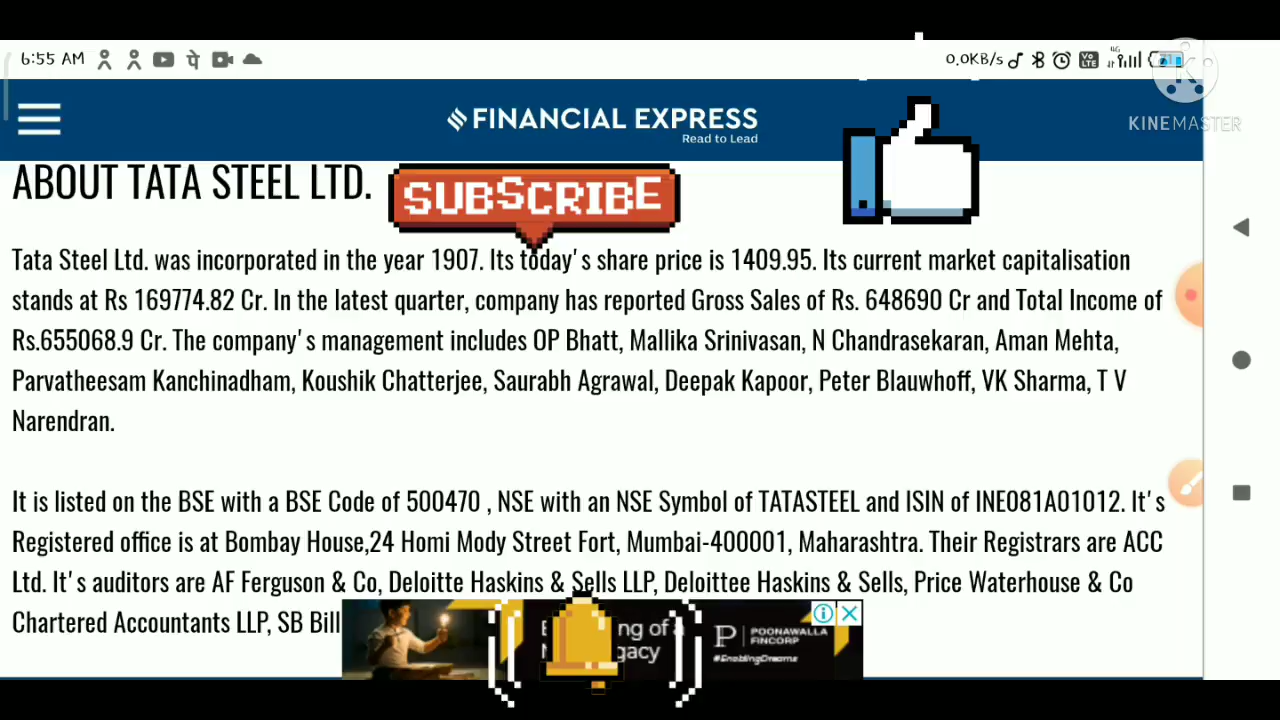 6:55 AM
0.0KB/s
VO LTE
4G
KINEMASTER
FINANCIAL EXPRESS
Read to Lead
ABOUT TATA STEEL LTD.
SUBSCRIBE
Tata Steel Ltd. was incorporated in the year 1907. Its today's share price is 1409.95. Its current market capitalisation
stands at Rs 169774.82 Cr. In the latest quarter, company has reported Gross Sales of Rs. 648690 Cr and Total Income of
Rs.655068.9 Cr. The company's management includes OP Bhatt, Mallika Srinivasan, N Chandrasekaran, Aman Mehta,
Parvatheesam Kanchinadham, Koushik Chatterjee, Saurabh Agrawal, Deepak Kapoor, Peter Blauwhoff, VK Sharma, T V
Narendran.
It is listed on the BSE with a BSE Code of 500470 , NSE with an NSE Symbol of TATASTEEL and ISIN of INE081A01012. It's
Registered office is at Bombay House,24 Homi Mody Street Fort, Mumbai-400001, Maharashtra. Their Registrars are ACC
Ltd. It's auditors are AF Ferguson & Co, Deloitte Haskins & Sells LLP, Deloittee Haskins & Sells, Price Waterhouse & Co
Chartered Accountants LLP, SB Bill
of a
POONAWALLA
FINCORP
#EnablingDreams